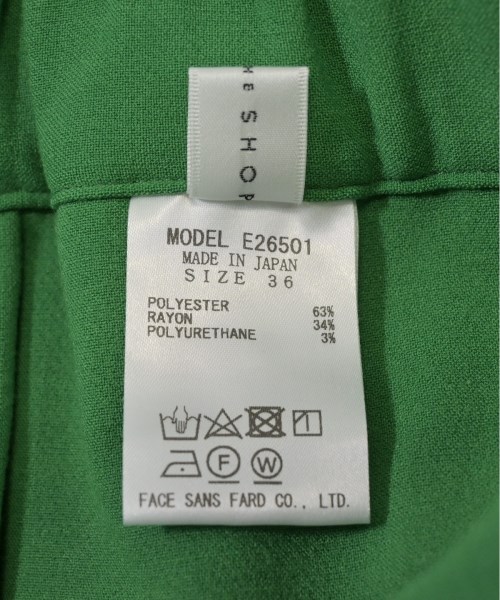 HB SHOP
MODEL E26501
MADE IN JAPAN
SIZE 36
POLYESTER 63%
RAYON 34%
POLYURETHANE 3%
F W
FACE SANS FARD CO., LTD.